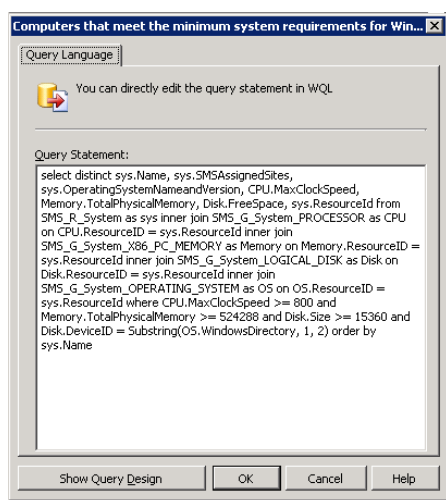 Computers that meet the minimum system requirements for Win...
Query Language
You can directly edit the query statement in WQL
Query Statement:
select distinct sys.Name, sys.SMSAssignedSites,
sys.OperatingSystemNameandVersion, CPU.MaxClockSpeed,
Memory.TotalPhysicalMemory, Disk.FreeSpace, sys.ResourceId from
SMS_R_System as sys inner join SMS_G_System_PROCESSOR as CPU
on CPU.ResourceID = sys.ResourceId inner join
SMS_G_System_X86_PC_MEMORY as Memory on Memory.ResourceID =
sys.ResourceId inner join SMS_G_System_LOGICAL_DISK as Disk on
Disk.ResourceID = sys.ResourceId inner join
SMS_G_System_OPERATING_SYSTEM as OS on OS.ResourceID =
sys.ResourceId where CPU.MaxClockSpeed >= 800 and
Memory.TotalPhysicalMemory >= 524288 and Disk.Size >= 15360 and
Disk.DeviceID = Substring(OS.WindowsDirectory, 1, 2) order by
sys.Name
Show Query Design
OK
Cancel
Help